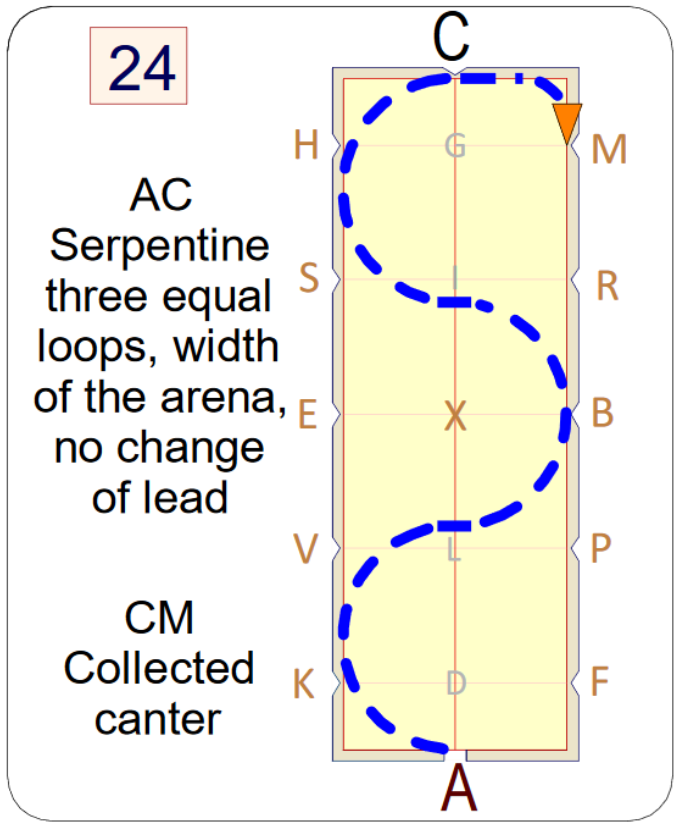 24
AC
Serpentine
three equal
loops, width
of the arena,
no change
of lead
CM
Collected
canter
C
H G M
S I R
E X B
V L P
K D F
A